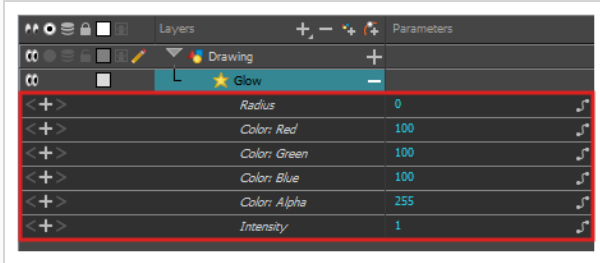 Layers Parameters
Drawing
Glow
Radius 0
Color: Red 100
Color: Green 100
Color: Blue 100
Color: Alpha 255
Intensity 1